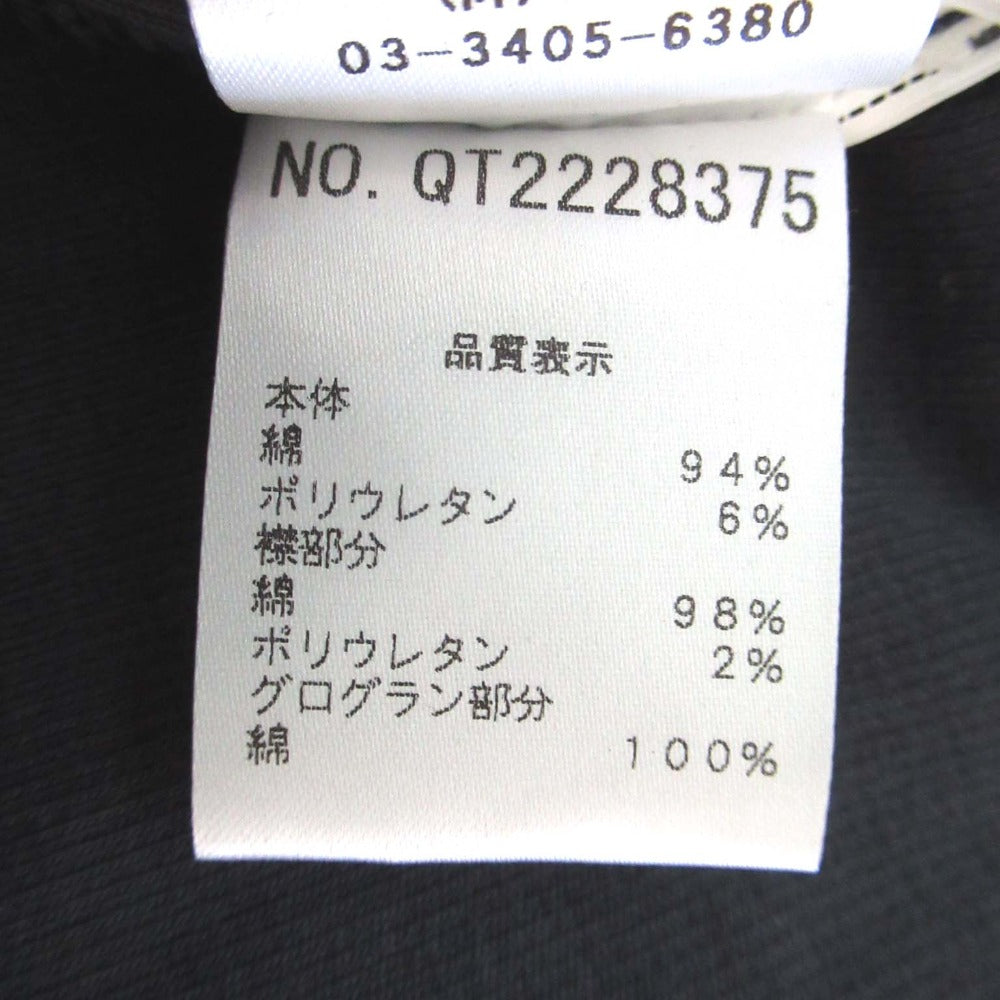 03-3405-6380
NO. QT2228375
品質表示
本体
綿 94%
ポリウレタン 6%
襟部分
綿 98%
ポリウレタン 2%
グログラン部分
綿 100%